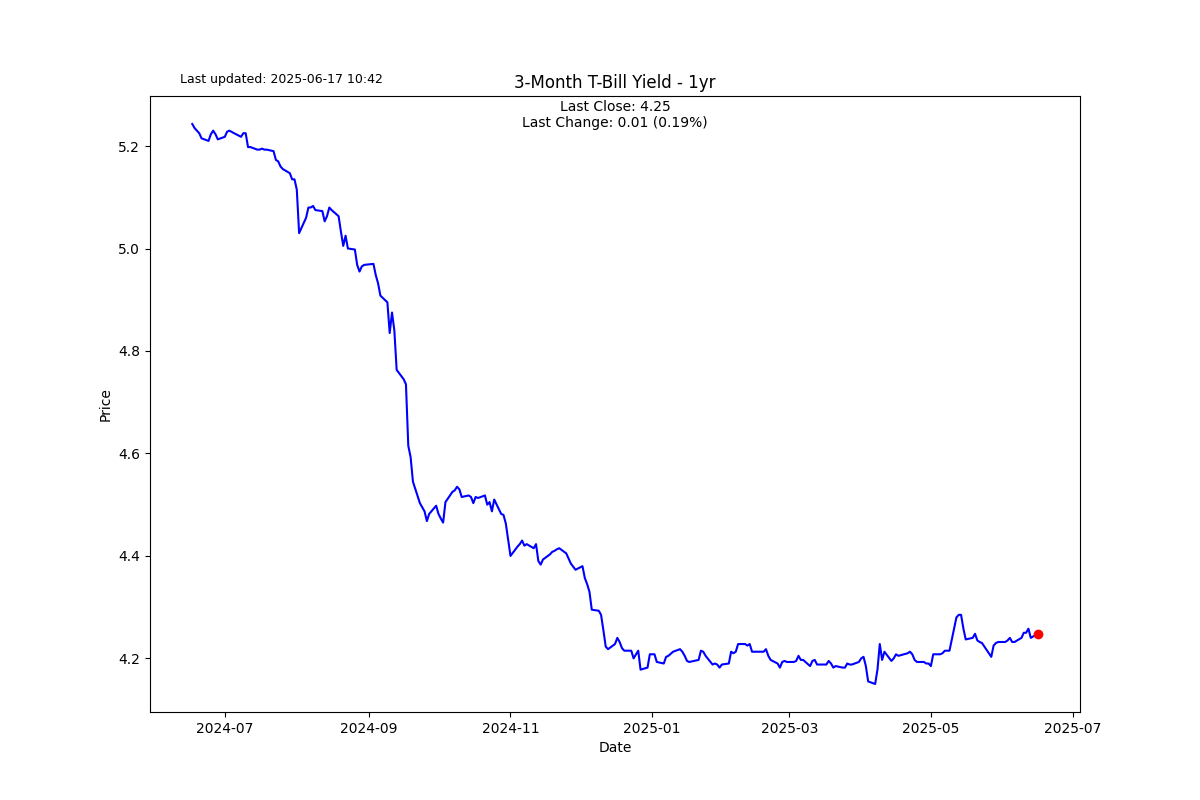 Last updated: 2025-06-17 10:42
3-Month T-Bill Yield - 1yr
Last Close: 4.25
Last Change: 0.01 (0.19%)
5.2
5.0
4.8
4.6
4.4
4.2
Price
2024-07 2024-09 2024-11 2025-01 2025-03 2025-05 2025-07
Date